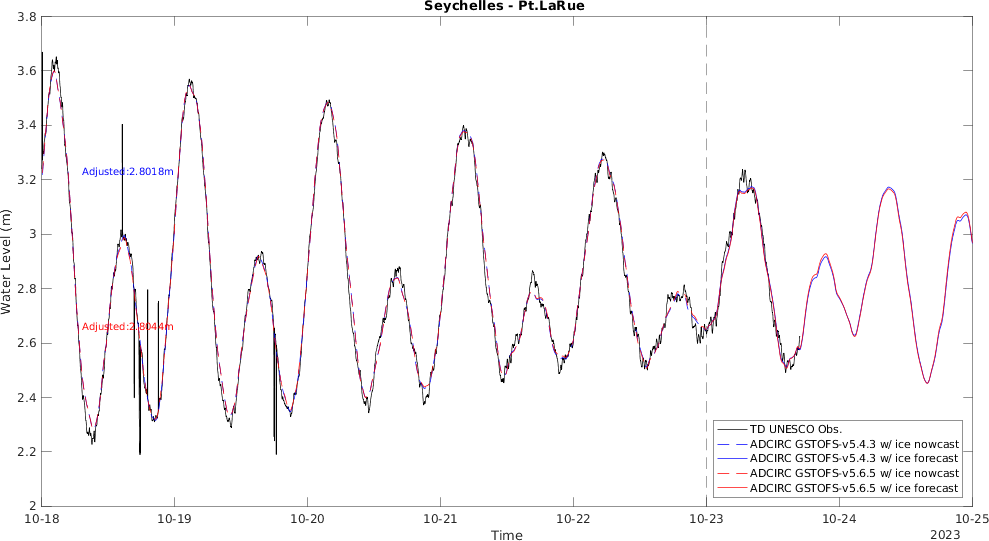 Seychelles - Pt.LaRue
3.8
3.6
3.4
3.2
3
2.8
2.6
2.4
2.2
2
Water Level (m)
Adjusted:2.8018m
Adjusted:2.8044m
TD UNESCO Obs.
ADCIRC GSTOFS-v5.4.3 w/ ice nowcast
ADCIRC GSTOFS-v5.4.3 w/ ice forecast
ADCIRC GSTOFS-v5.6.5 w/ ice nowcast
ADCIRC GSTOFS-v5.6.5 w/ ice forecast
10-18 10-19 10-20 10-21 10-22 10-23 10-24 10-25
Time
2023